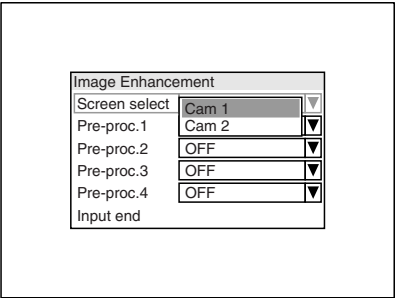 Image Enhancement
Screen select Cam 1
Pre-proc.1 Cam 2
Pre-proc.2 OFF
Pre-proc.3 OFF
Pre-proc.4 OFF
Input end